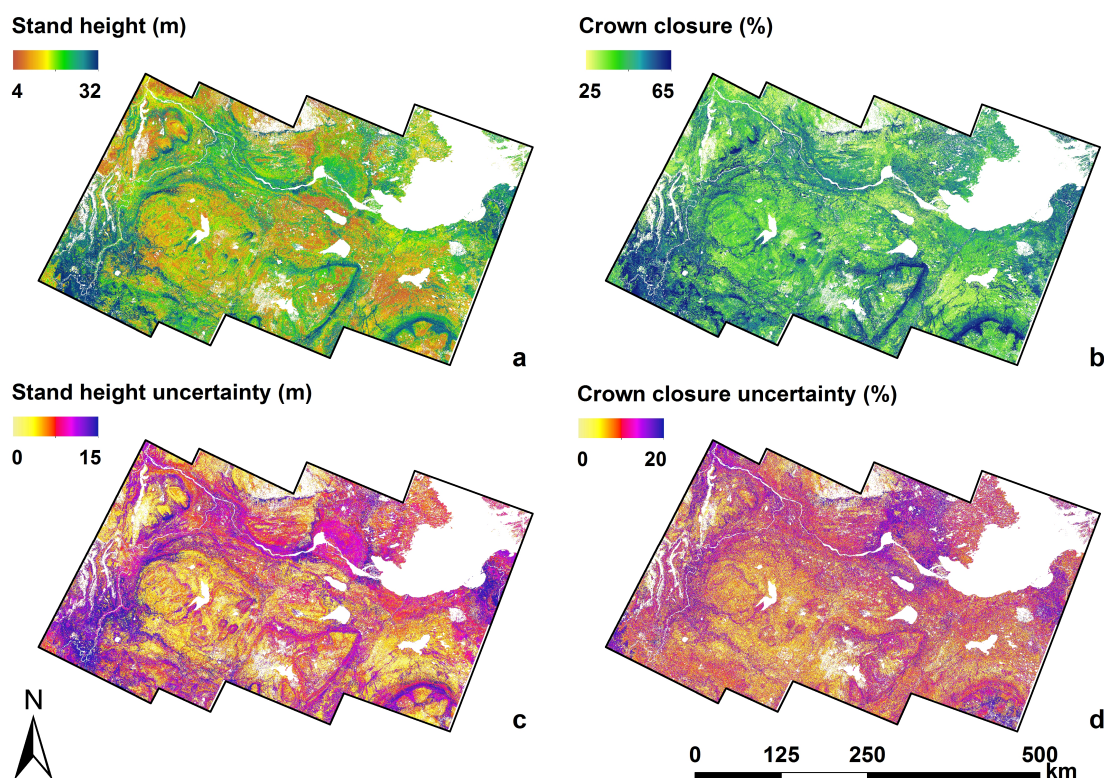 Stand height (m)
4 32
a
Crown closure (%)
25 65
b
Stand height uncertainty (m)
0 15
c
Crown closure uncertainty (%)
0 20
d
N
0 125 250 500
km